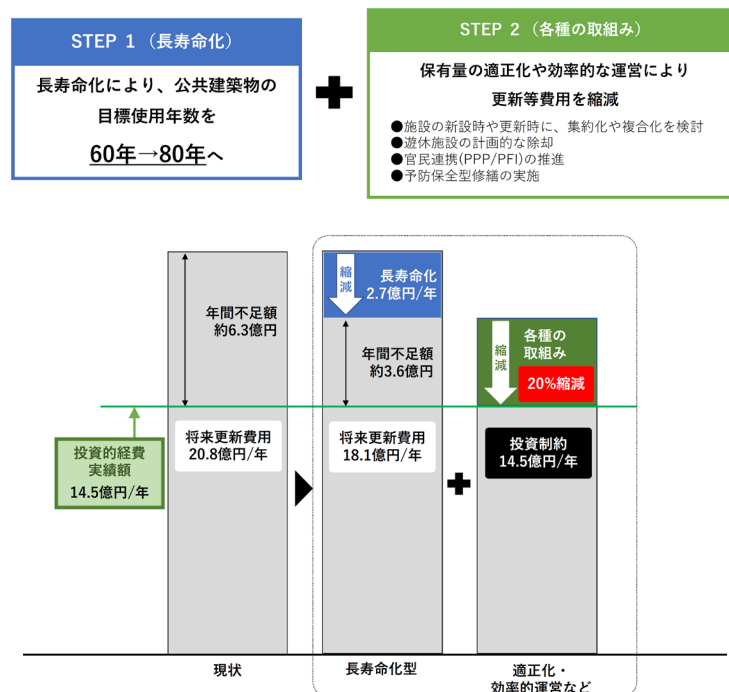 STEP 1（長寿命化）
長寿命化により、公共建築物の
目標使用年数を
60年→80年へ
STEP 2（各種の取組み）
保有量の適正化や効率的な運営により
更新等費用を縮減
●施設の新設時や更新時に、集約化や複合化を検討
●遊休施設の計画的な除却
●官民連携(PPP/PFI)の推進
●予防保全型修繕の実施
年間不足額
約6.3億円
将来更新費用
20.8億円/年
投資的経費
実績額
14.5億円/年
縮減
長寿命化
2.7億円/年
年間不足額
約3.6億円
将来更新費用
18.1億円/年
縮減
各種の
取組み
20%縮減
投資制約
14.5億円/年
現状
長寿命化型
適正化・
効率的運営など